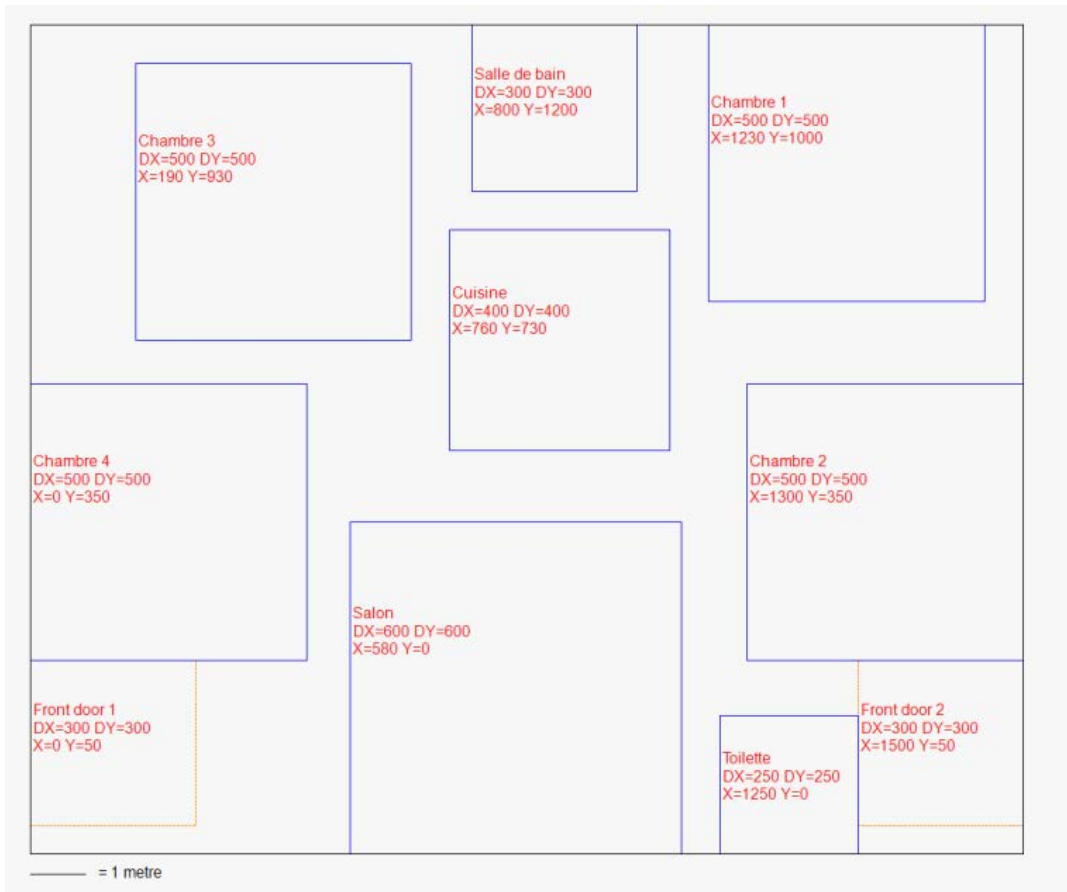 Salle de bain
DX=300 DY=300
X=800 Y=1200
Chambre 1
DX=500 DY=500
X=1230 Y=1000
Chambre 3
DX=500 DY=500
X=190 Y=930
Cuisine
DX=400 DY=400
X=760 Y=730
Chambre 4
DX=500 DY=500
X=0 Y=350
Chambre 2
DX=500 DY=500
X=1300 Y=350
Salon
DX=600 DY=600
X=580 Y=0
Front door 1
DX=300 DY=300
X=0 Y=50
Front door 2
DX=300 DY=300
X=1500 Y=50
Toilette
DX=250 DY=250
X=1250 Y=0
= 1 metre